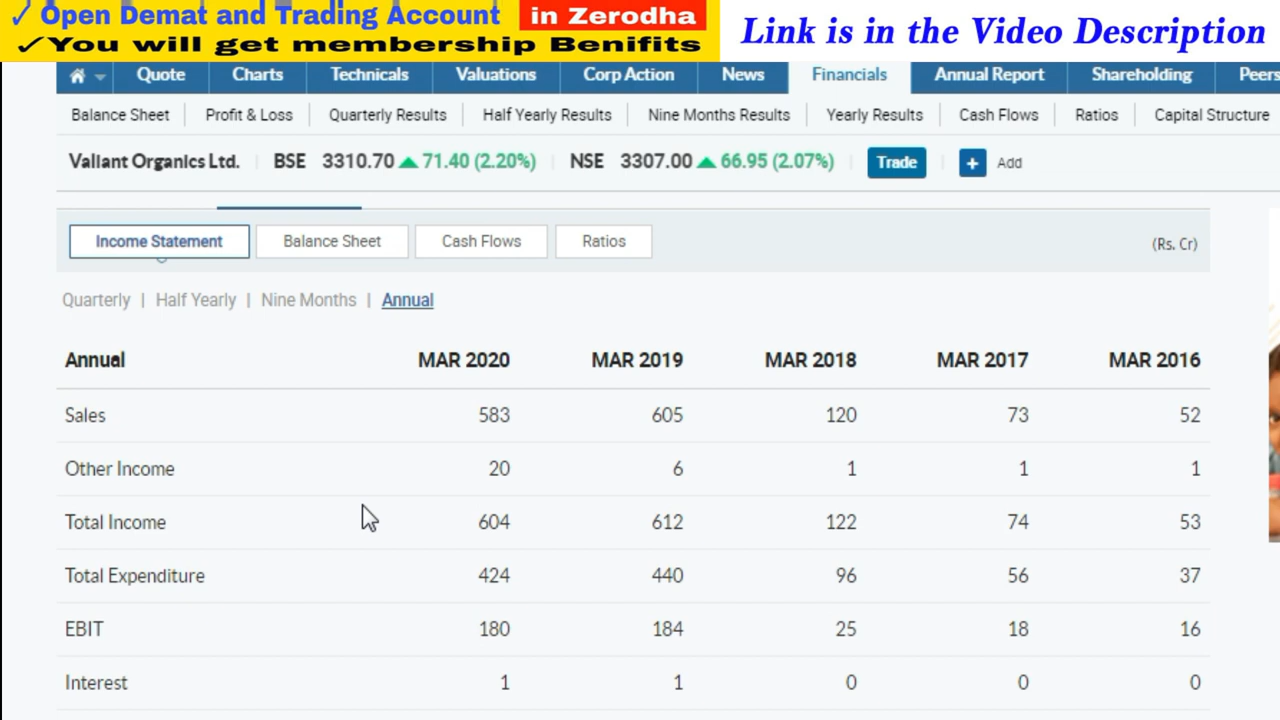 ✓ Open Demat and Trading Account in Zerodha
✓You will get membership Benifits
Link is in the Video Description
Quote Charts Technicals Valuations Corp Action News Financials Annual Report Shareholding Peers
Balance Sheet Profit & Loss Quarterly Results Half Yearly Results Nine Months Results Yearly Results Cash Flows Ratios Capital Structure
Valiant Organics Ltd. BSE 3310.70 71.40 (2.20%) NSE 3307.00 66.95 (2.07%) Trade + Add
Income Statement Balance Sheet Cash Flows Ratios (Rs. Cr)
Quarterly | Half Yearly | Nine Months | Annual
Annual MAR 2020 MAR 2019 MAR 2018 MAR 2017 MAR 2016
Sales 583 605 120 73 52
Other Income 20 6 1 1 1
Total Income 604 612 122 74 53
Total Expenditure 424 440 96 56 37
EBIT 180 184 25 18 16
Interest 1 1 0 0 0